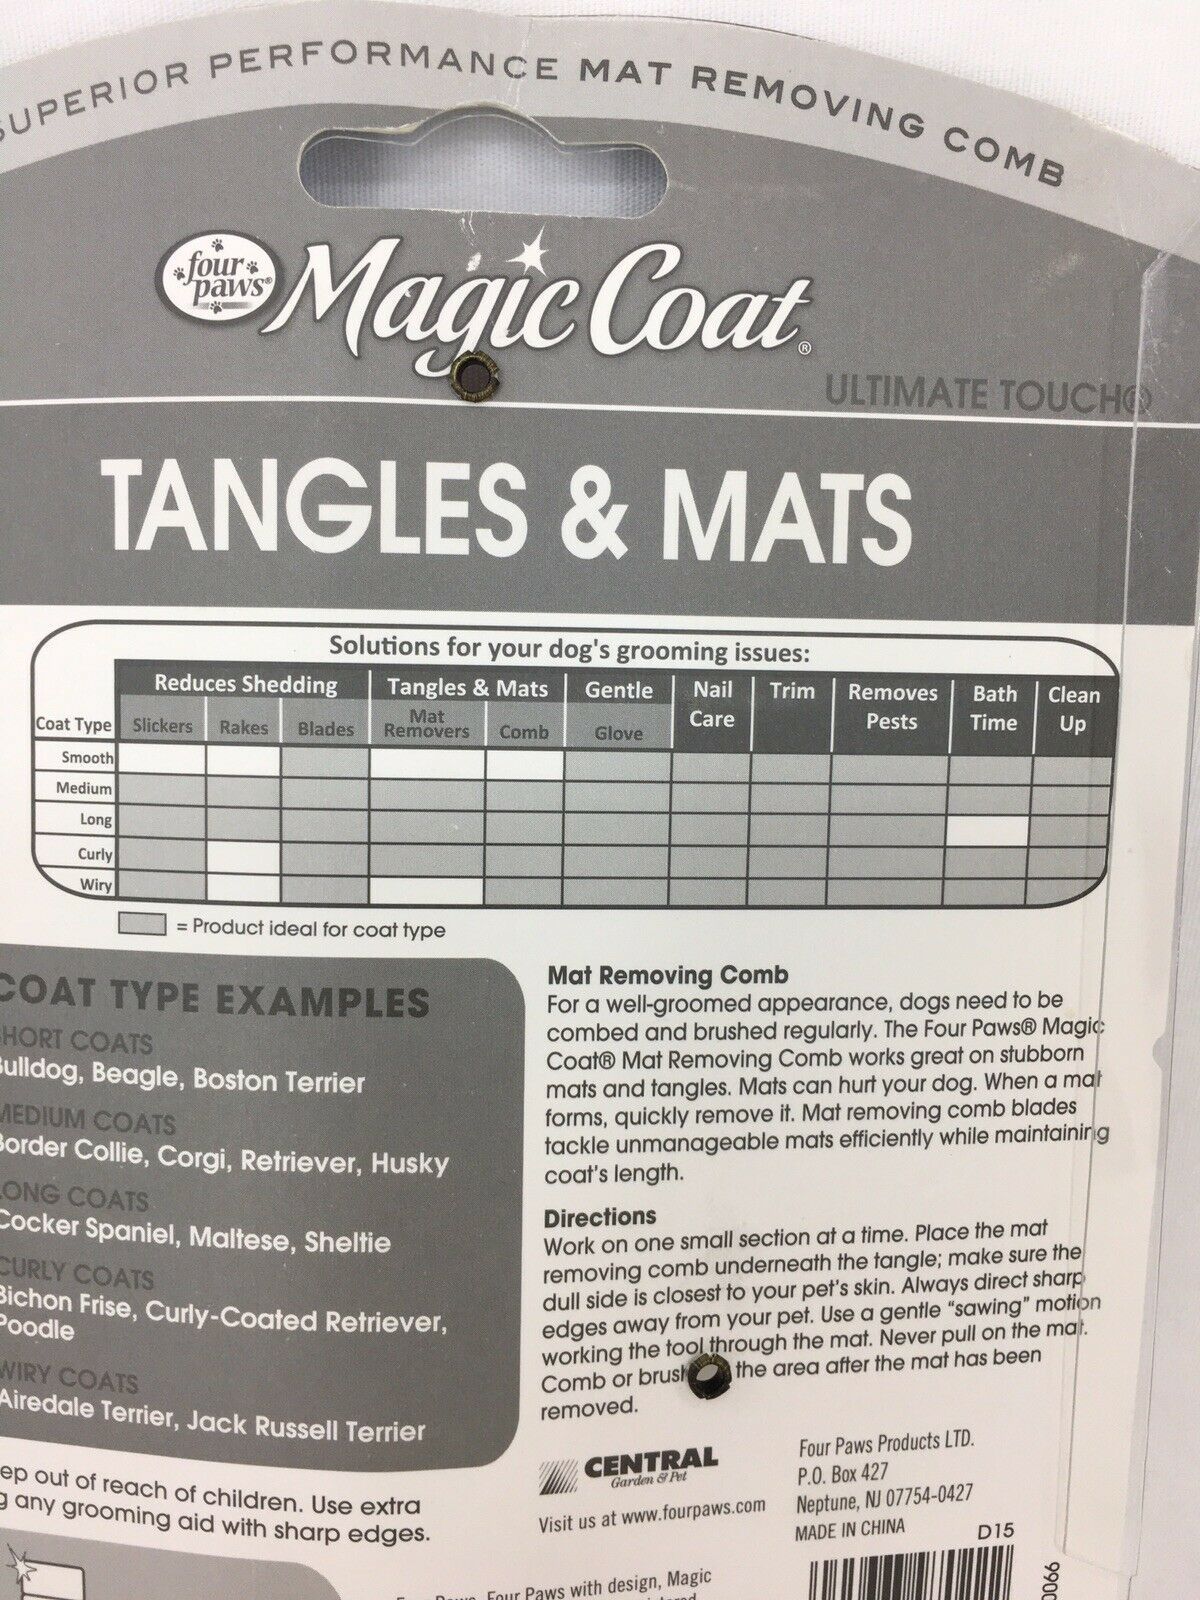 SUPERIOR PERFORMANCE MAT REMOVING COMB
four paws®
Magic Coat®
ULTIMATE TOUCH®
TANGLES & MATS
Solutions for your dog's grooming issues:
Reduces Shedding Tangles & Mats Gentle Nail Care Trim Removes Pests Bath Time Clean Up
Coat Type Slickers Rakes Blades Mat Removers Comb Glove
Smooth
Medium
Long
Curly
Wiry
= Product ideal for coat type
COAT TYPE EXAMPLES
SHORT COATS
Bulldog, Beagle, Boston Terrier
MEDIUM COATS
Border Collie, Corgi, Retriever, Husky
LONG COATS
Cocker Spaniel, Maltese, Sheltie
CURLY COATS
Bichon Frise, Curly-Coated Retriever,
Poodle
WIRY COATS
Airedale Terrier, Jack Russell Terrier
out of reach of children. Use extra
any grooming aid with sharp edges.
Mat Removing Comb
For a well-groomed appearance, dogs need to be
combed and brushed regularly. The Four Paws® Magic
Coat® Mat Removing Comb works great on stubborn
mats and tangles. Mats can hurt your dog. When a mat
forms, quickly remove it. Mat removing comb blades
tackle unmanageable mats efficiently while maintaining
coat's length.
Directions
Work on one small section at a time. Place the mat
removing comb underneath the tangle; make sure the
dull side is closest to your pet's skin. Always direct sharp
edges away from your pet. Use a gentle "sawing" motion
working the tool through the mat. Never pull on the mat.
Comb or brush the area after the mat has been
removed.
CENTRAL
Garden & Pet
Visit us at www.fourpaws.com
Four Paws Products LTD.
P.O. Box 427
Neptune, NJ 07754-0427
MADE IN CHINA
D15
Four Paws with design, Magic